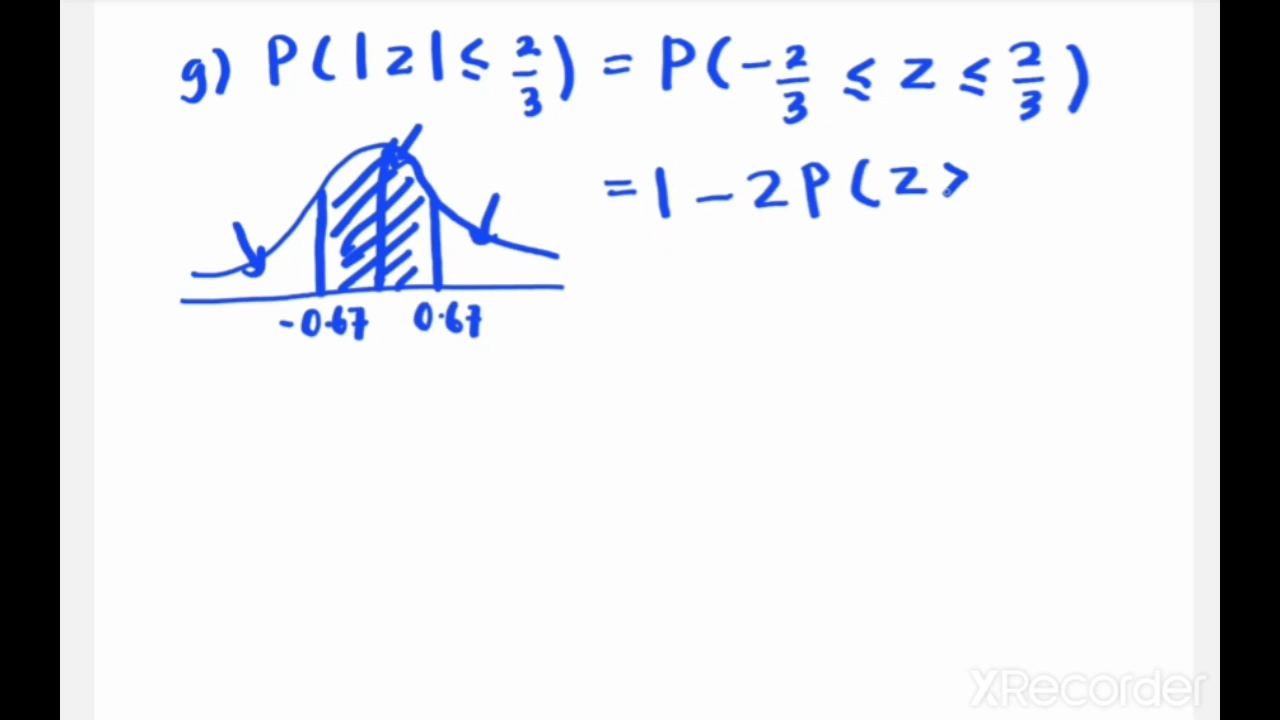 g) P(|z| ≤ 2/3) = P(-2/3 ≤ z ≤ 2/3)
= 1 - 2P(z >
-0.67 0.67
XRecorder